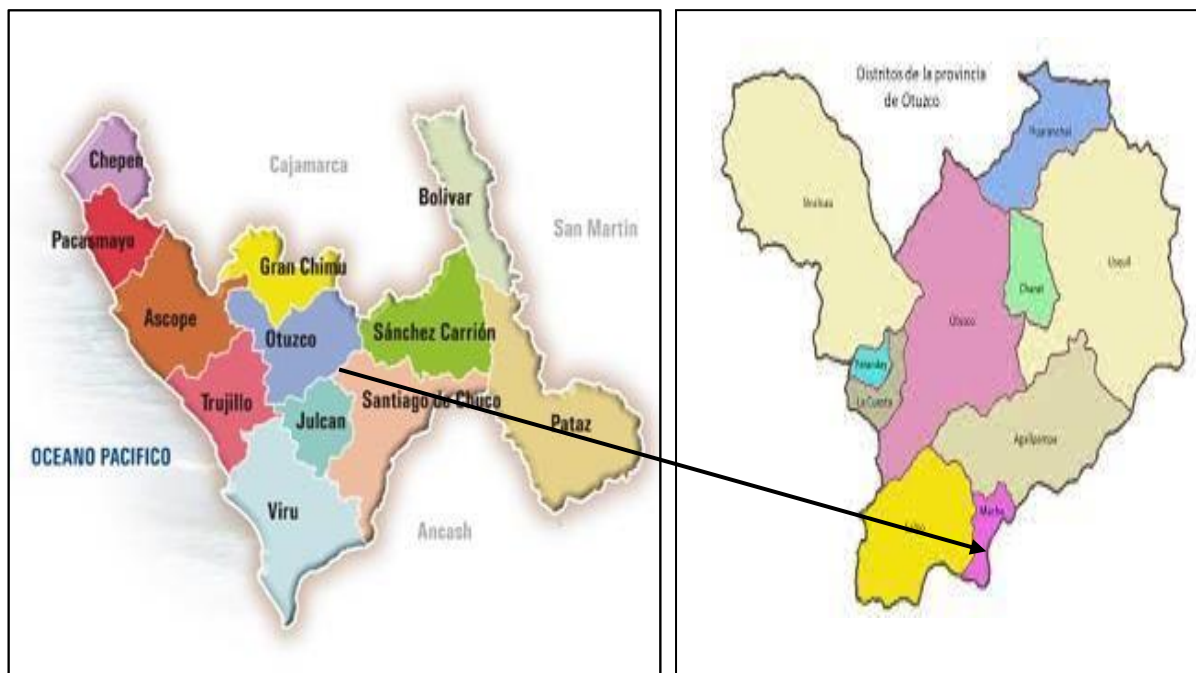 Chepen
Cajamarca
Bolivar
Pacasmayo
San Martin
Gran Chimu
Ascope
Otuzco
Sánchez Carrión
Trujillo
Santiago de Chuco
Julcan
Pataz
OCEANO PACIFICO
Viru
Ancash
Distritos de la provincia
de Otuzco
Huaranchal
Usquil
Charat
Otuzco
La Cuesta
Agallpampa
Mache